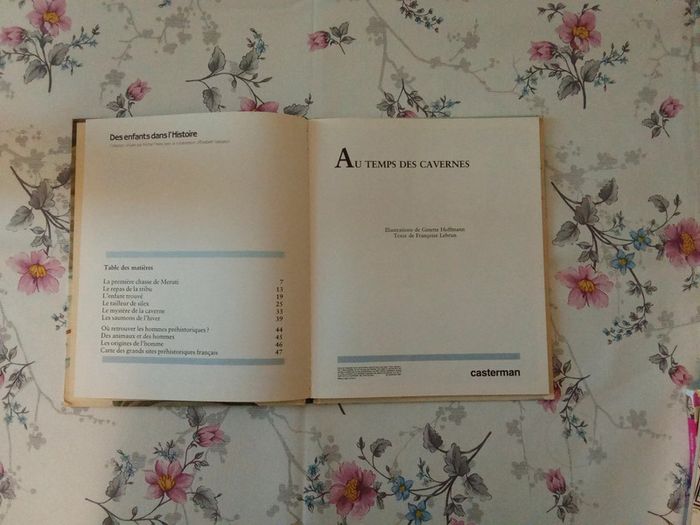 Des enfants dans l'Histoire
Table des matières
La première chasse de Merati 7
Le repas de la tribu 13
L'enfant trouvé 19
Le tailleur de silex 25
Le mystère de la caverne 33
Les saumons de l'hiver 39
Où retrouver les hommes préhistoriques ? 44
Des animaux et des hommes 45
Les origines de l'homme 46
Carte des grands sites préhistoriques français 47
AU TEMPS DES CAVERNES
Illustrations de Ginette Hoffmann
Texte de Françoise Lebrun
casterman